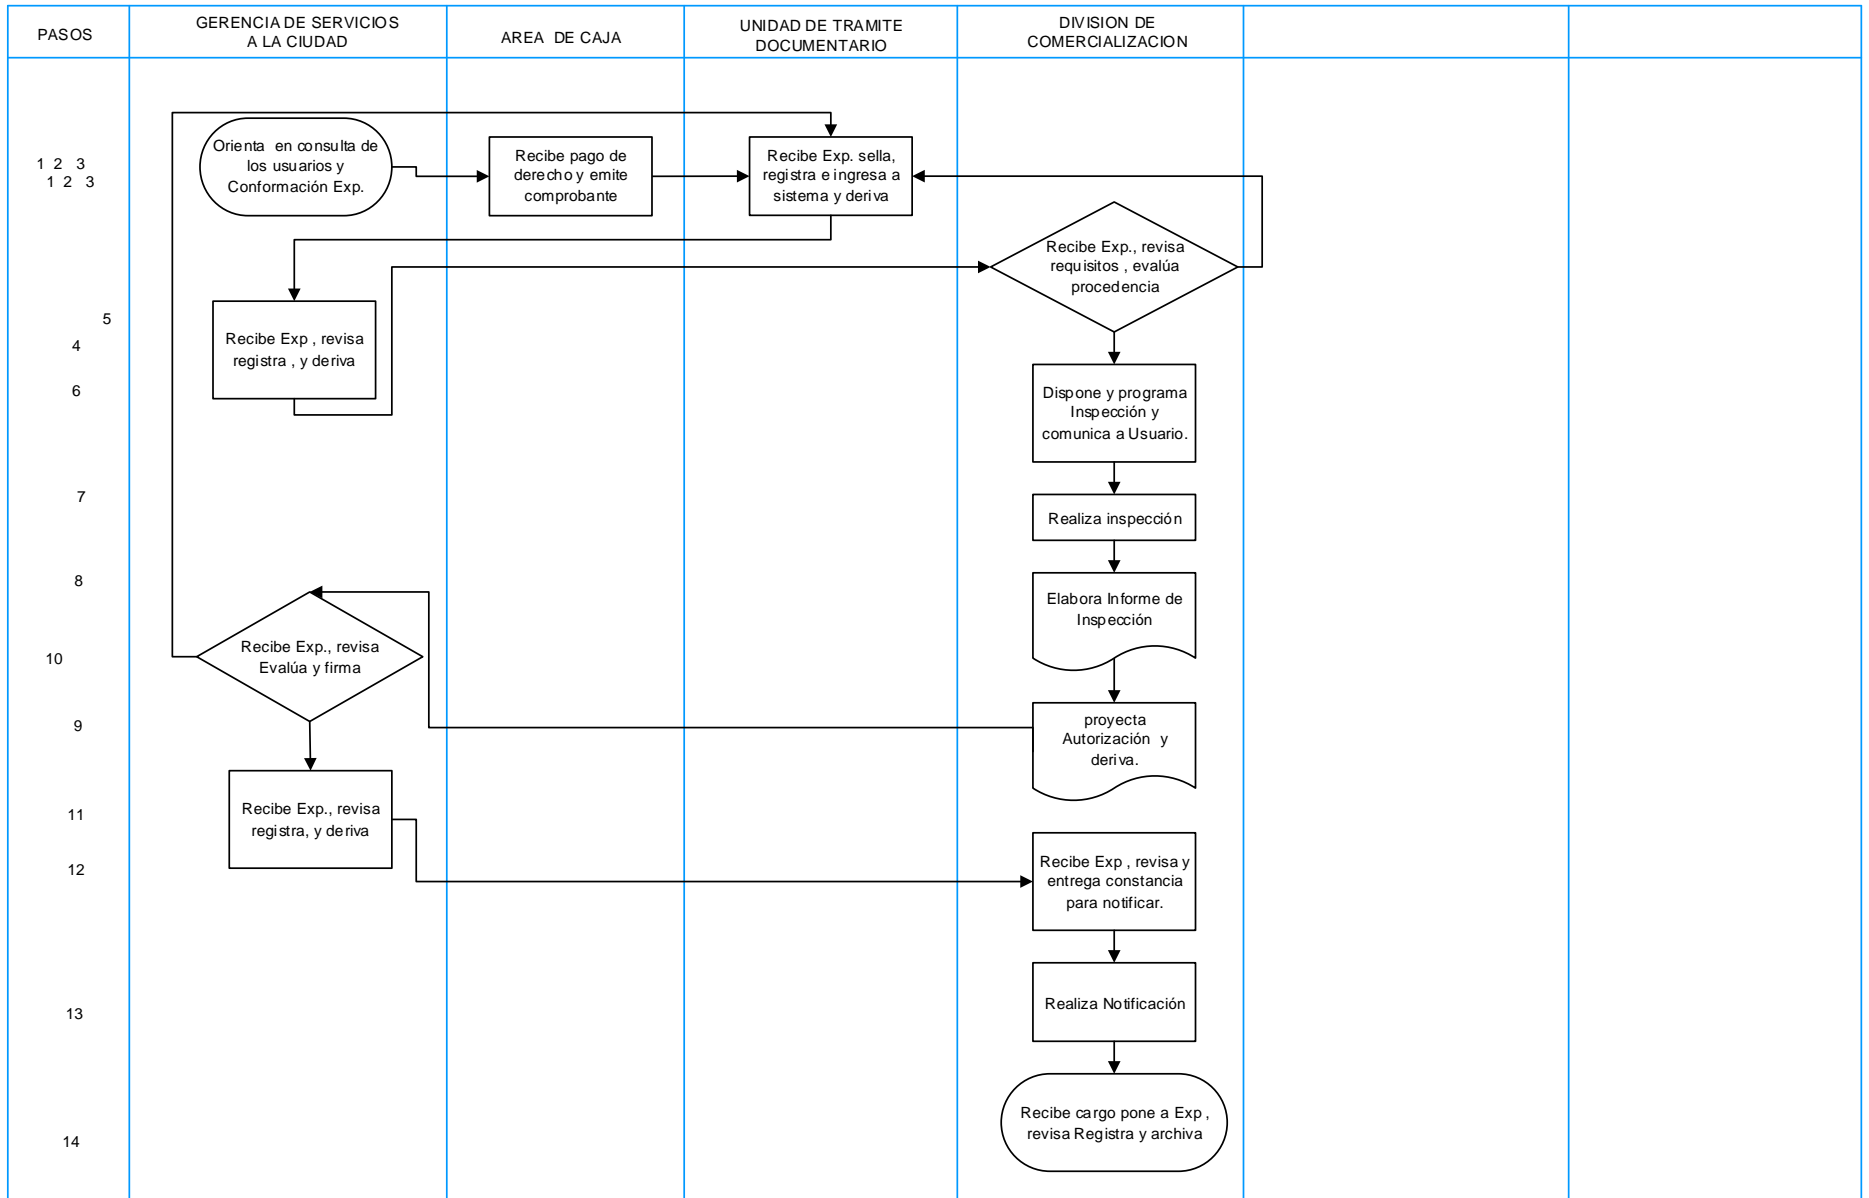 PASOS
GERENCIA DE SERVICIOS
A LA CIUDAD
AREA DE CAJA
UNIDAD DE TRAMITE
DOCUMENTARIO
DIVISION DE
COMERCIALIZACION
1 2 3
1 2 3
Orienta en consulta de
los usuarios y
Conformación Exp.
Recibe pago de
derecho y emite
comprobante
Recibe Exp. sella,
registra e ingresa a
sistema y deriva
Recibe Exp., revisa
requisitos , evalúa
procedencia
5
4
Recibe Exp , revisa
registra , y deriva
6
Dispone y programa
Inspección y
comunica a Usuario.
7
Realiza inspección
8
Elabora Informe de
Inspección
10
Recibe Exp., revisa
Evalúa y firma
9
proyecta
Autorización y
deriva.
11
Recibe Exp., revisa
registra, y deriva
12
Recibe Exp , revisa y
entrega constancia
para notificar.
13
Realiza Notificación
14
Recibe cargo pone a Exp ,
revisa Registra y archiva